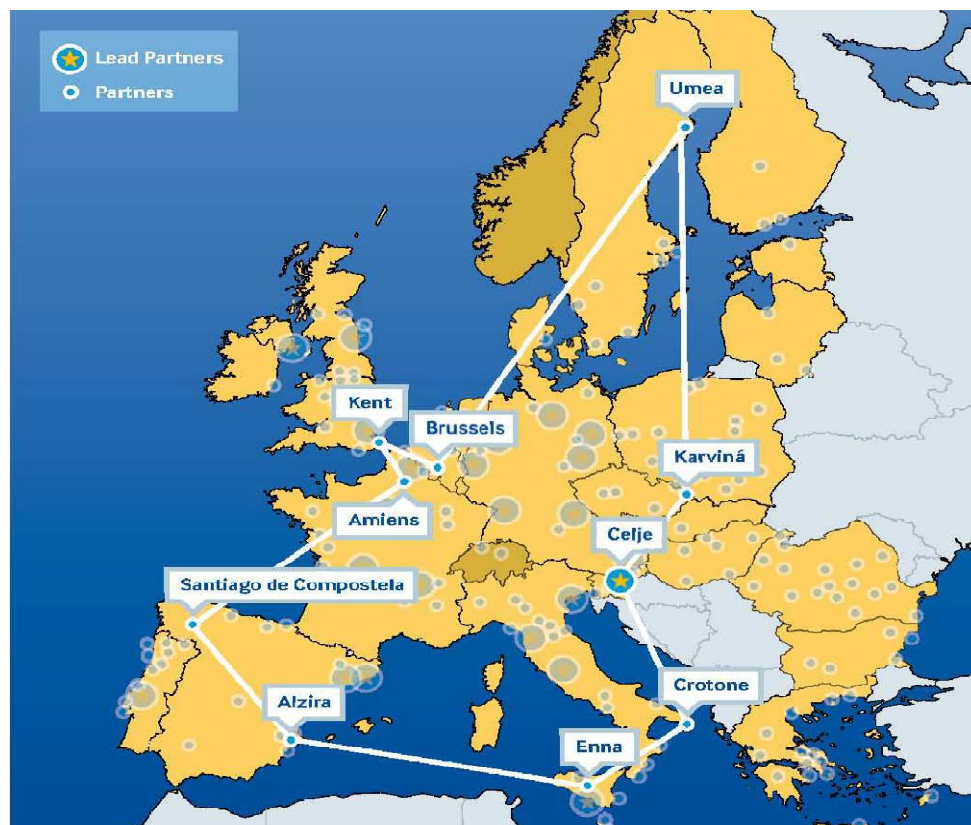 Lead Partners
Partners
Umea
Kent
Brussels
Karviná
Amiens
Celje
Santiago de Compostela
Crotone
Alzira
Enna